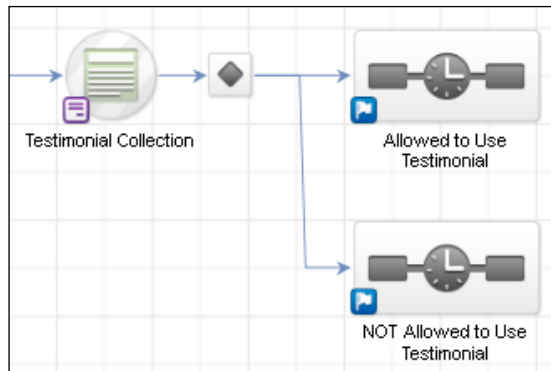 Testimonial Collection
Allowed to Use
Testimonial
NOT Allowed to Use
Testimonial